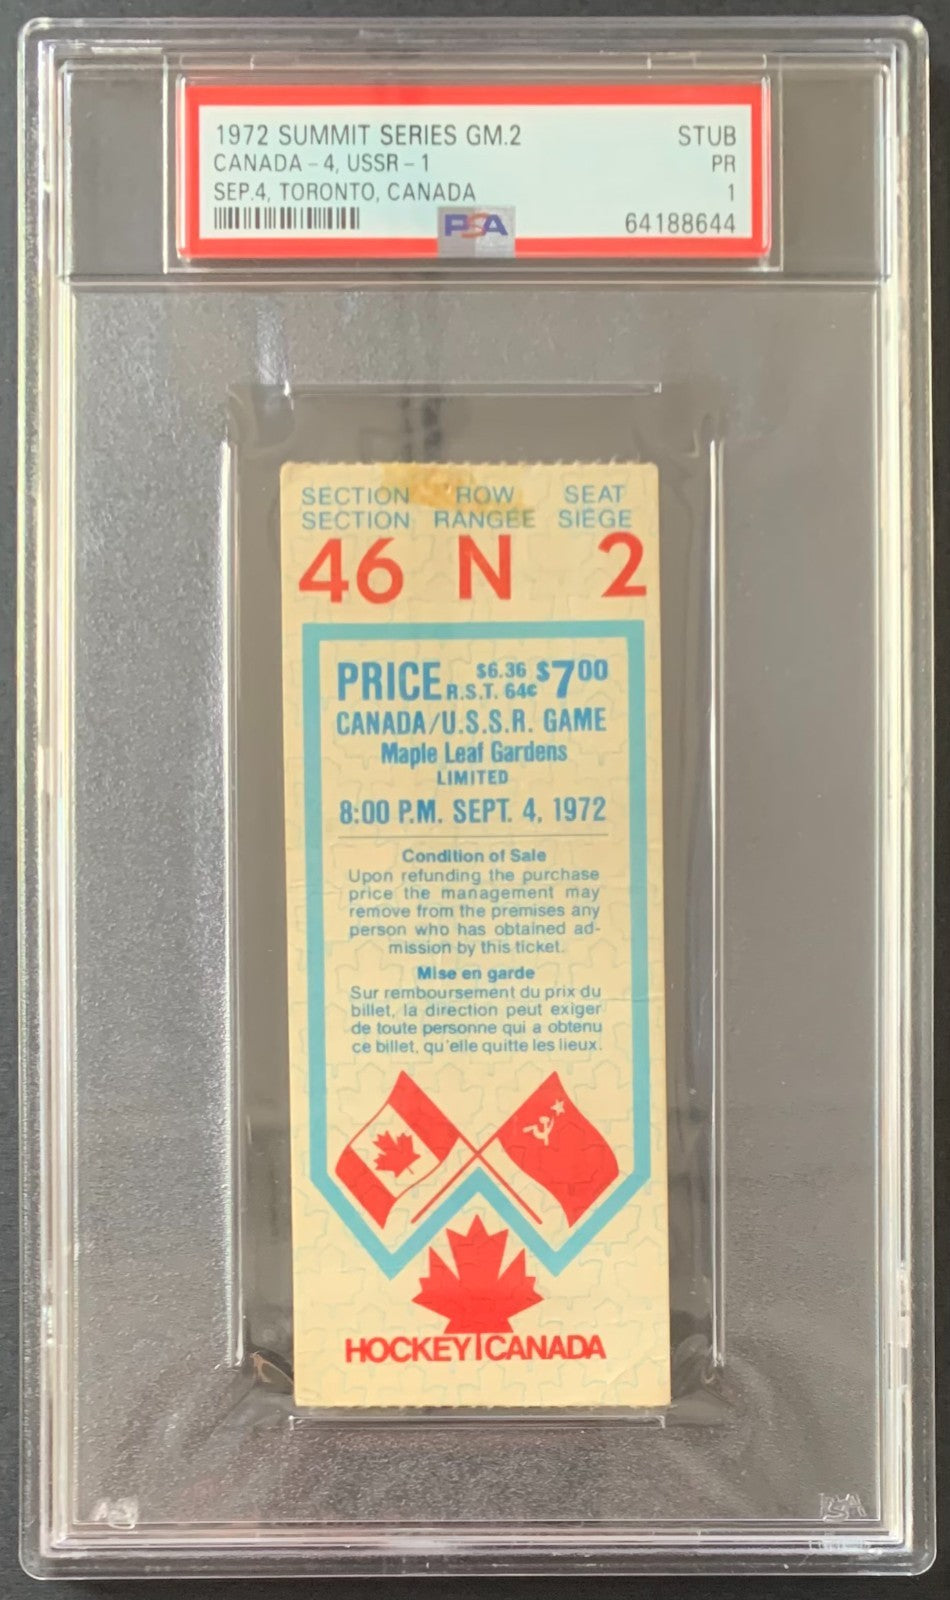 1972 SUMMIT SERIES GM.2 STUB
CANADA - 4, USSR - 1 PR
SEP.4, TORONTO, CANADA 1
PSA 64188644
SECTION ROW SEAT
SECTION RANGÉE SIÈGE
46 N 2
PRICE $6.36 R.S.T. 64¢ $7.00
CANADA/U.S.S.R. GAME
Maple Leaf Gardens
LIMITED
8:00 P.M. SEPT. 4, 1972
Condition of Sale
Upon refunding the purchase
price the management may
remove from the premises any
person who has obtained ad-
mission by this ticket.
Mise en garde
Sur remboursement du prix du
billet, la direction peut exiger
de toute personne qui a obtenu
ce billet, qu'elle quitte les lieux.
HOCKEY CANADA
PSA